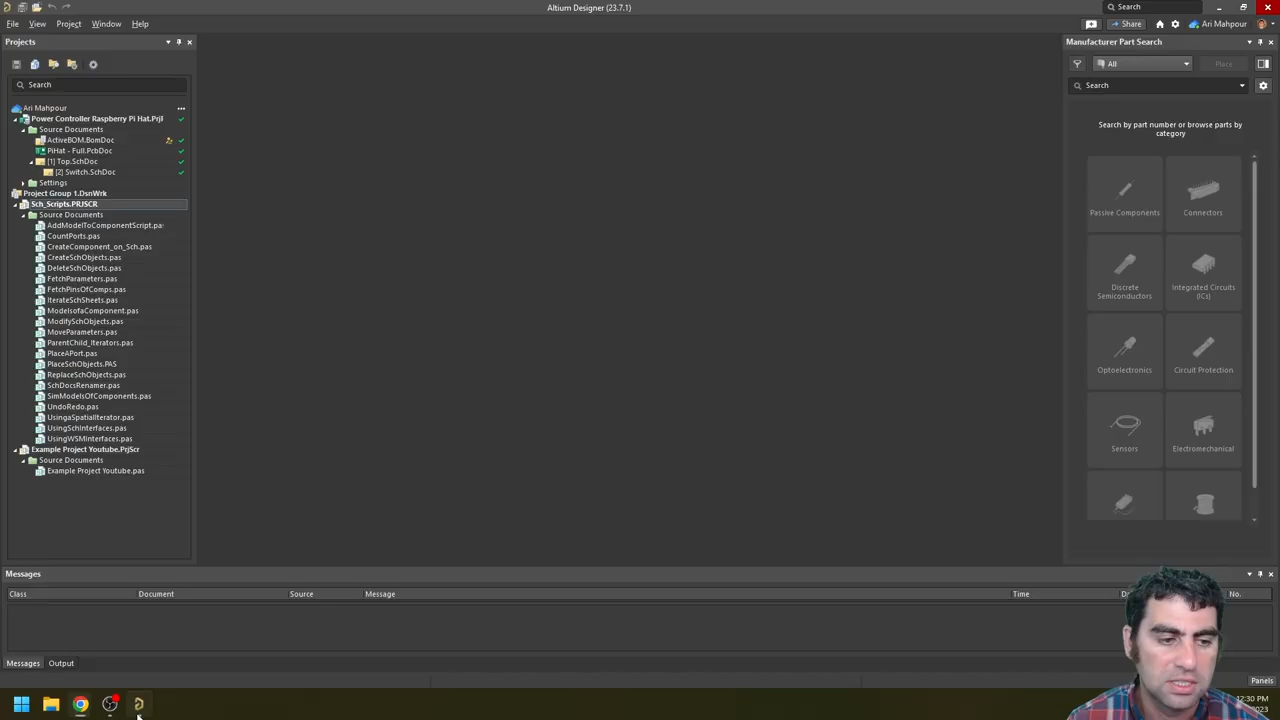 Altium Designer (23.7.1)
Search
File View Project Window Help
Share
Ari Mahpour
Projects
Manufacturer Part Search
All
Place
Search
Search
Search by part number or browse parts by
category
Ari Mahpour
Power Controller Raspberry Pi Hat.Prj
Source Documents
ActiveBOM.BomDoc
PiHat - Full.PcbDoc
[1] Top.SchDoc
[2] Switch.SchDoc
Settings
Project Group 1.DsnWrk
Sch_Scripts.PRJSCR
Source Documents
AddModelToComponentScript.pa
CountPorts.pas
CreateComponent_on_Sch.pas
CreateSchObjects.pas
DeleteSchObjects.pas
FetchParameters.pas
FetchPinsOfComps.pas
IterateSchSheets.pas
ModelsofaComponent.pas
ModifySchObjects.pas
MoveParameters.pas
ParentChild_Iterators.pas
PlaceAPort.pas
PlaceSchObjects.PAS
ReplaceSchObjects.pas
SchDocsRenamer.pas
SimModelsOfComponents.pas
UndoRedo.pas
UsingaSpatialIterator.pas
UsingSchInterfaces.pas
UsingWSMInterfaces.pas
Example Project Youtube.PrjScr
Source Documents
Example Project Youtube.pas
Passive Components
Connectors
Discrete
Semiconductors
Integrated Circuits
(ICs)
Optoelectronics
Circuit Protection
Sensors
Electromechanical
Messages
Class Document Source Message Time No.
Messages Output
Panels
12:30 PM